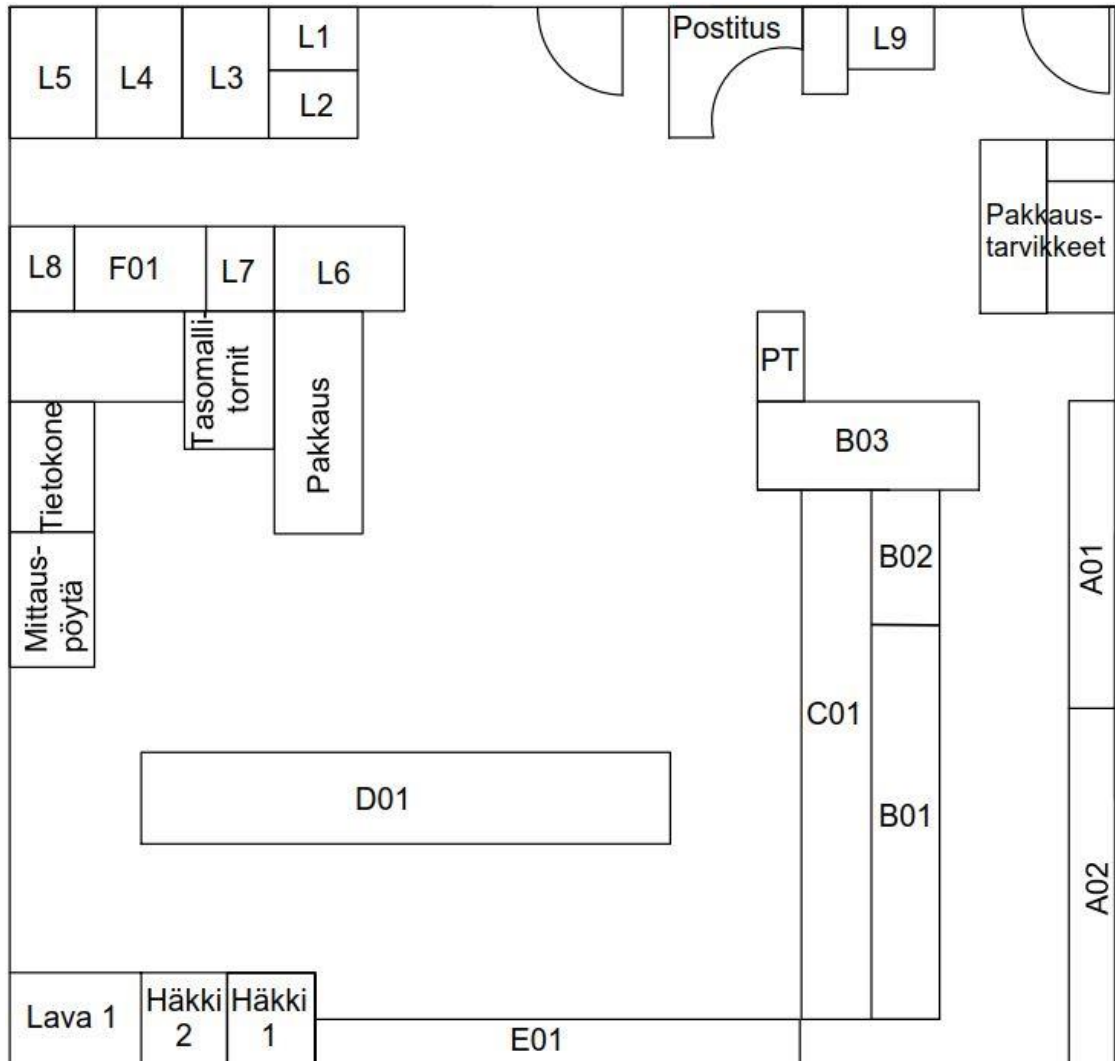 L1
Postitus
L9
L5
L4
L3
L2
Pakkaus-
tarvikkeet
L8
F01
L7
L6
Tasomalli-
tornit
PT
Pakkaus
B03
Tietokone
B02
A01
Mittaus-
pöytä
C01
D01
B01
A02
Lava 1
Häkki
2
Häkki
1
E01